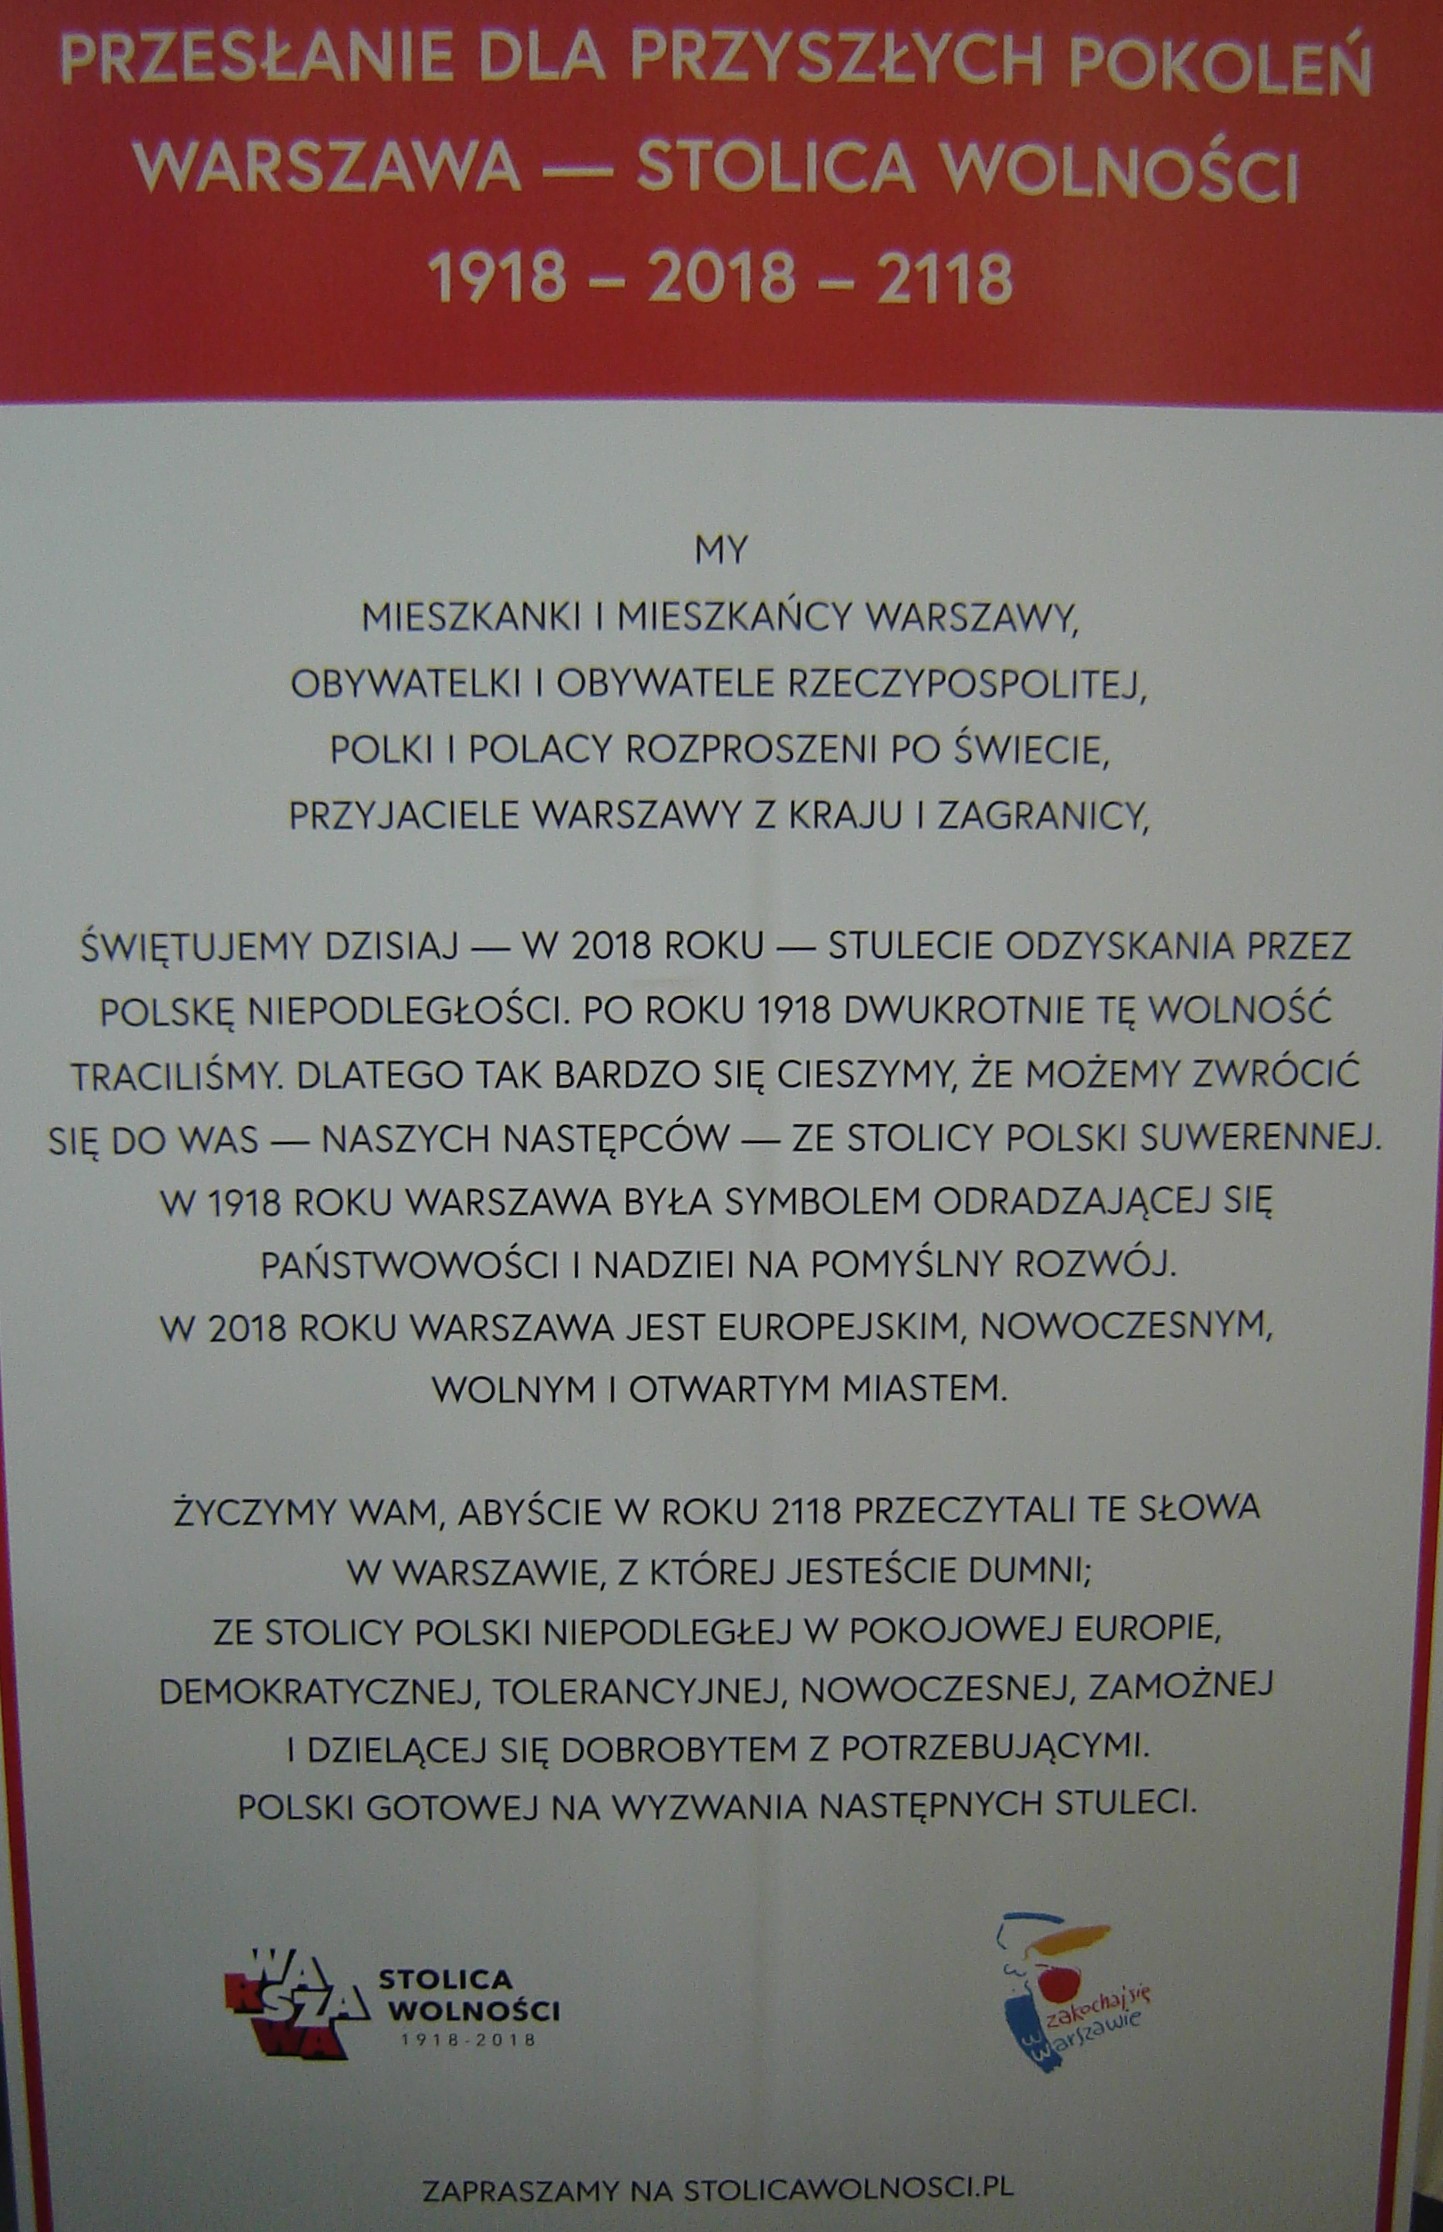 PRZESŁANIE DLA PRZYSZŁYCH POKOLEŃ
WARSZAWA — STOLICA WOLNOŚCI
1918 – 2018 – 2118
MY
MIESZKANKI I MIESZKAŃCY WARSZAWY,
OBYWATELKI I OBYWATELE RZECZYPOSPOLITEJ,
POLKI I POLACY ROZPROSZENI PO ŚWIECIE,
PRZYJACIELE WARSZAWY Z KRAJU I ZAGRANICY,
ŚWIĘTUJEMY DZISIAJ — W 2018 ROKU — STULECIE ODZYSKANIA PRZEZ
POLSKĘ NIEPODLEGŁOŚCI. PO ROKU 1918 DWUKROTNIE TĘ WOLNOŚĆ
TRACILIŚMY. DLATEGO TAK BARDZO SIĘ CIESZYMY, ŻE MOŻEMY ZWRÓCIĆ
SIĘ DO WAS — NASZYCH NASTĘPCÓW — ZE STOLICY POLSKI SUWERENNEJ.
W 1918 ROKU WARSZAWA BYŁA SYMBOLEM ODRADZAJĄCEJ SIĘ
PAŃSTWOWOŚCI I NADZIEI NA POMYŚLNY ROZWÓJ.
W 2018 ROKU WARSZAWA JEST EUROPEJSKIM, NOWOCZESNYM,
WOLNYM I OTWARTYM MIASTEM.
ŻYCZYMY WAM, ABYŚCIE W ROKU 2118 PRZECZYTALI TE SŁOWA
W WARSZAWIE, Z KTÓREJ JESTEŚCIE DUMNI;
ZE STOLICY POLSKI NIEPODLEGŁEJ W POKOJOWEJ EUROPIE,
DEMOKRATYCZNEJ, TOLERANCYJNEJ, NOWOCZESNEJ, ZAMOŻNEJ
I DZIELĄCEJ SIĘ DOBROBYTEM Z POTRZEBUJĄCYMI.
POLSKI GOTOWEJ NA WYZWANIA NASTĘPNYCH STULECI.
WA
RSZA
WA
STOLICA
WOLNOŚCI
1918-2018
zakochaj się
w
warszawie
ZAPRASZAMY NA STOLICAWOLNOSCI.PL